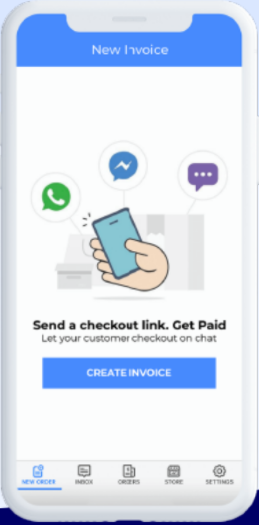 New Invoice
Send a checkout link. Get Paid
Let your customer checkout on chat
CREATE INVOICE
NEW ORDER
INBOX
ORDERS
STORE
SETTINGS